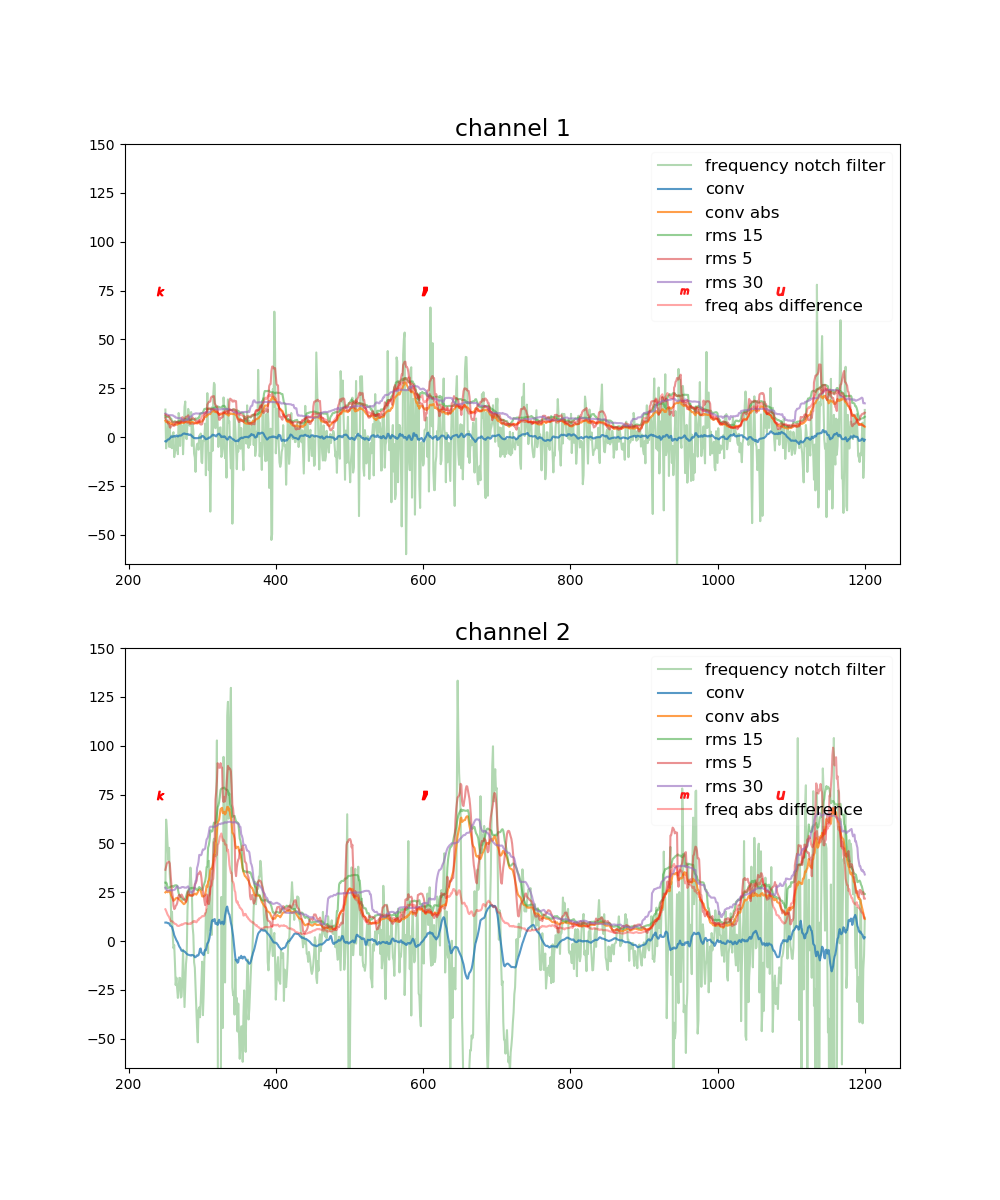 channel 1
150
125
100
75
50
25
0
−25
−50
frequency notch filter
conv
conv abs
rms 15
rms 5
rms 30
freq abs difference
k , m u
200 400 600 800 1000 1200
channel 2
150
125
100
75
50
25
0
−25
−50
frequency notch filter
conv
conv abs
rms 15
rms 5
rms 30
freq abs difference
k , m u
200 400 600 800 1000 1200